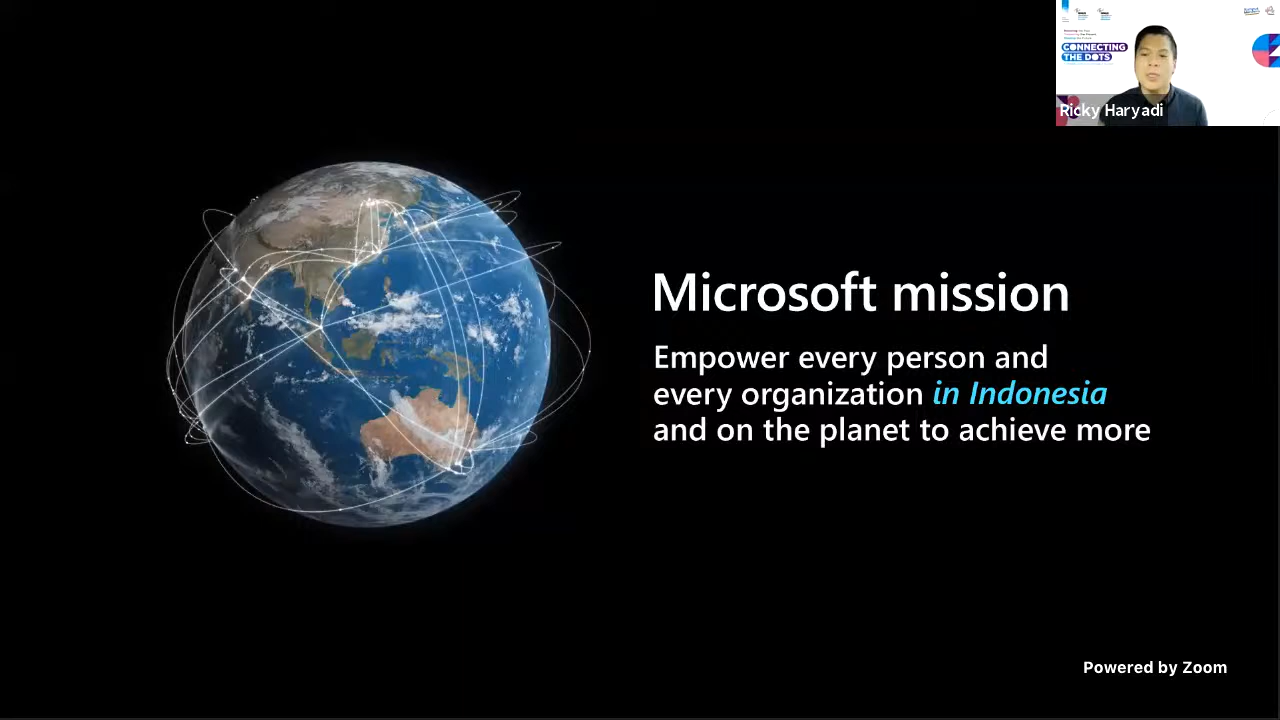 CONNECTING
THE DOTS
Ricky Haryadi
Microsoft mission
Empower every person and
every organization in Indonesia
and on the planet to achieve more
Powered by Zoom